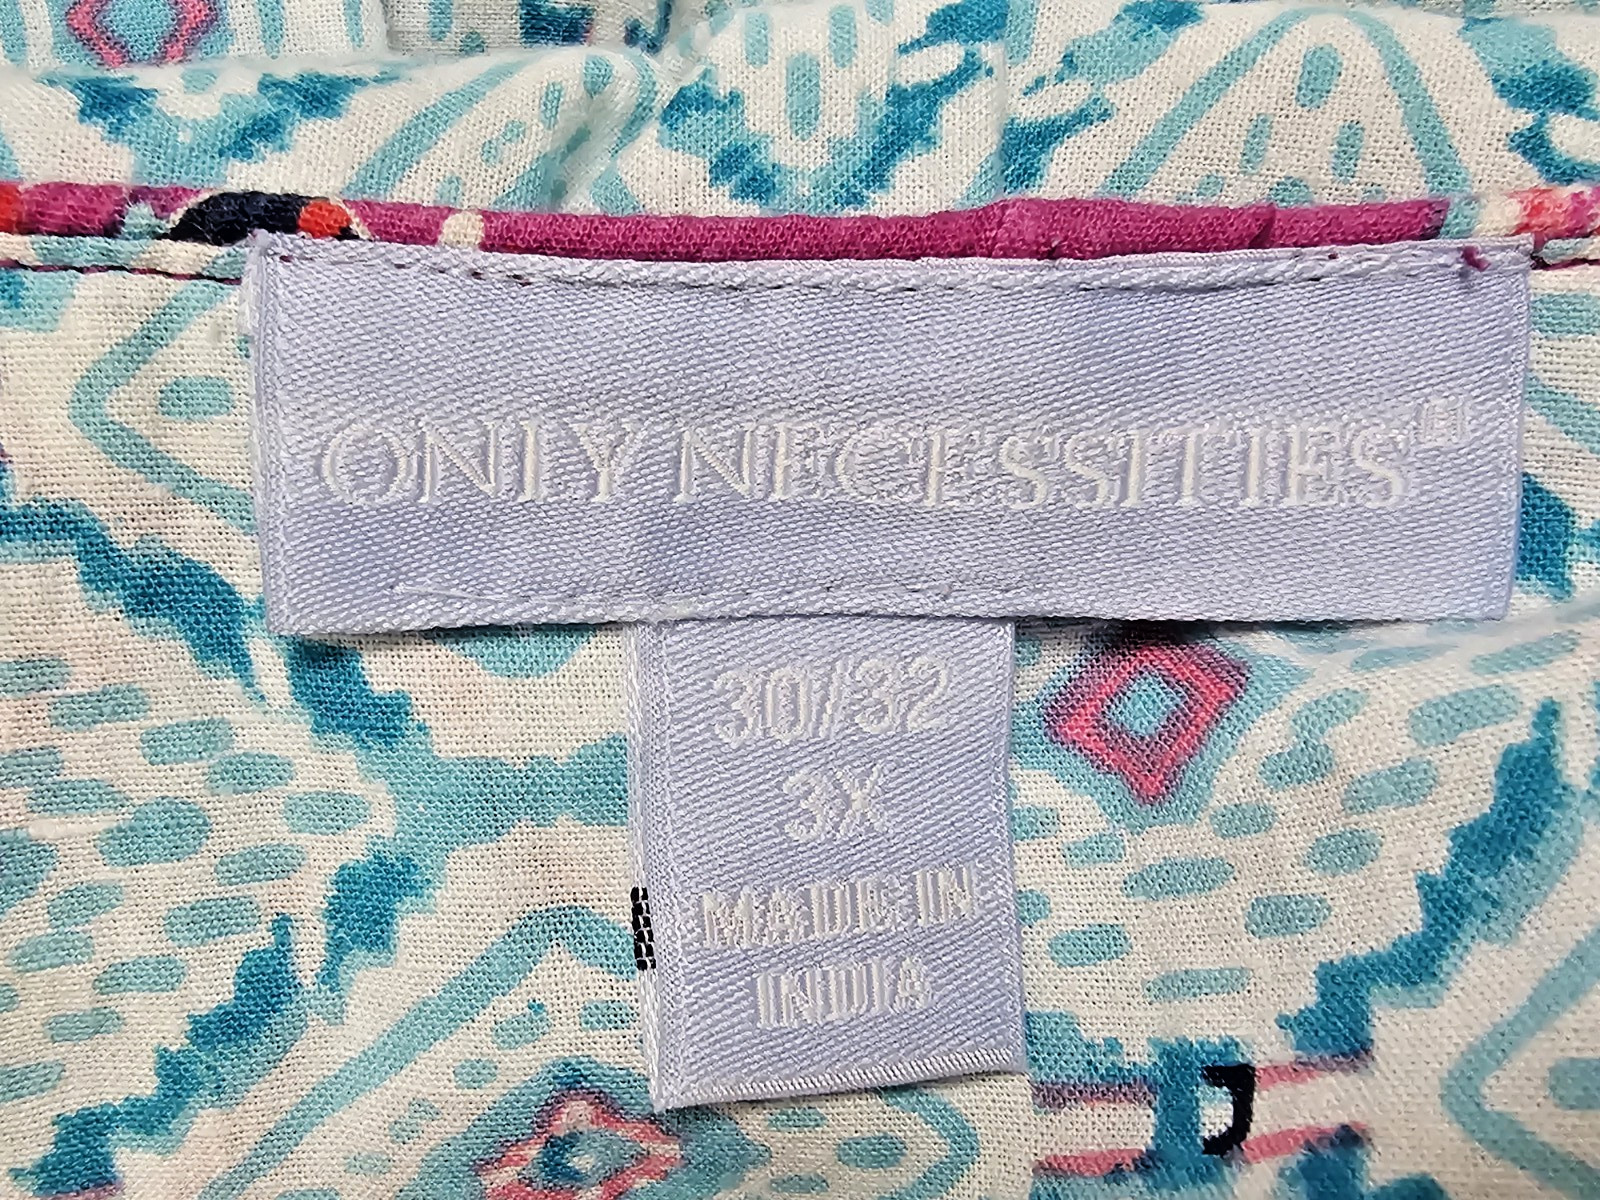 ONLY NECESSITIES®
30/32
3X
MADE IN
INDIA